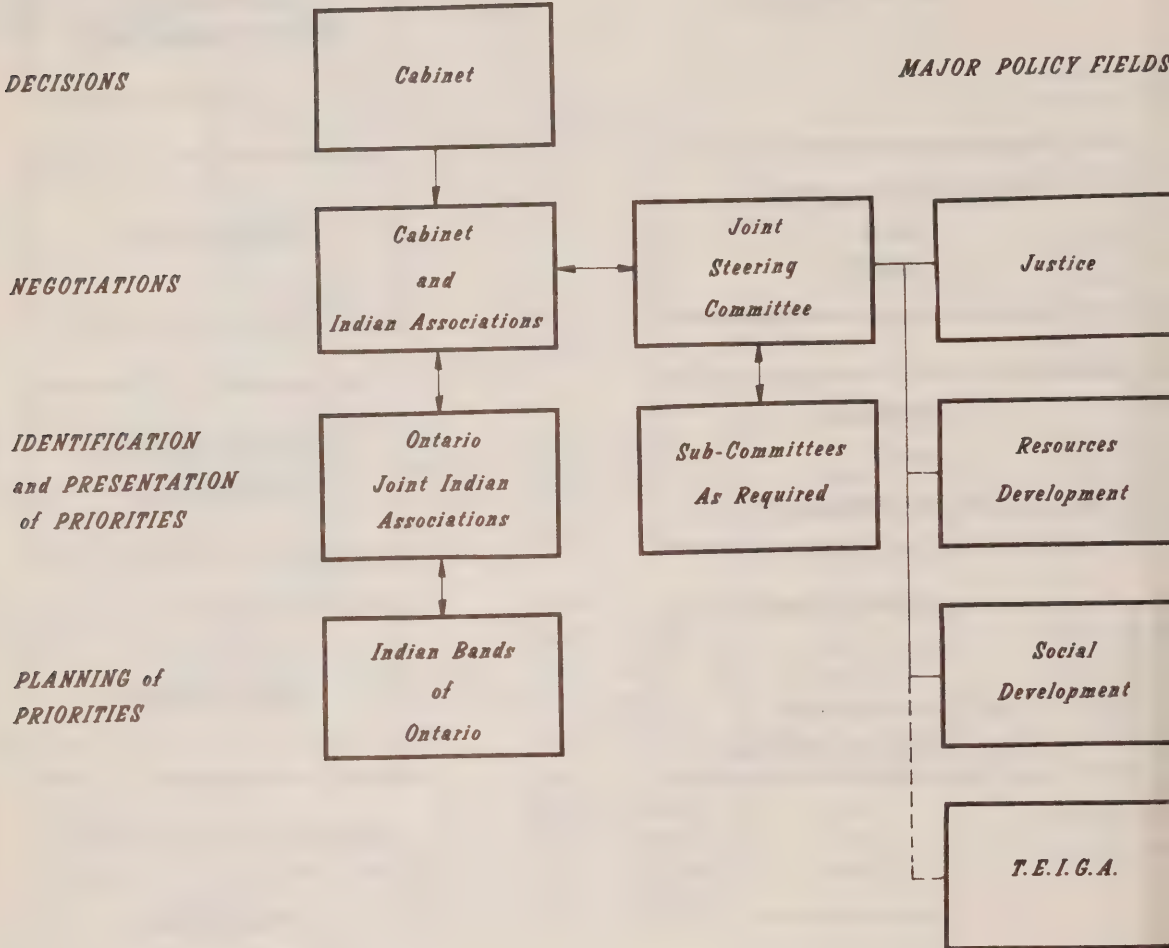 DECISIONS
Cabinet
MAJOR POLICY FIELDS
NEGOTIATIONS
Cabinet
and
Indian Associations
Joint
Steering
Committee
Justice
IDENTIFICATION
and PRESENTATION
of PRIORITIES
Ontario
Joint Indian
Associations
Sub-Committees
As Required
Resources
Development
PLANNING of
PRIORITIES
Indian Bands
of
Ontario
Social
Development
T.E.I.G.A.